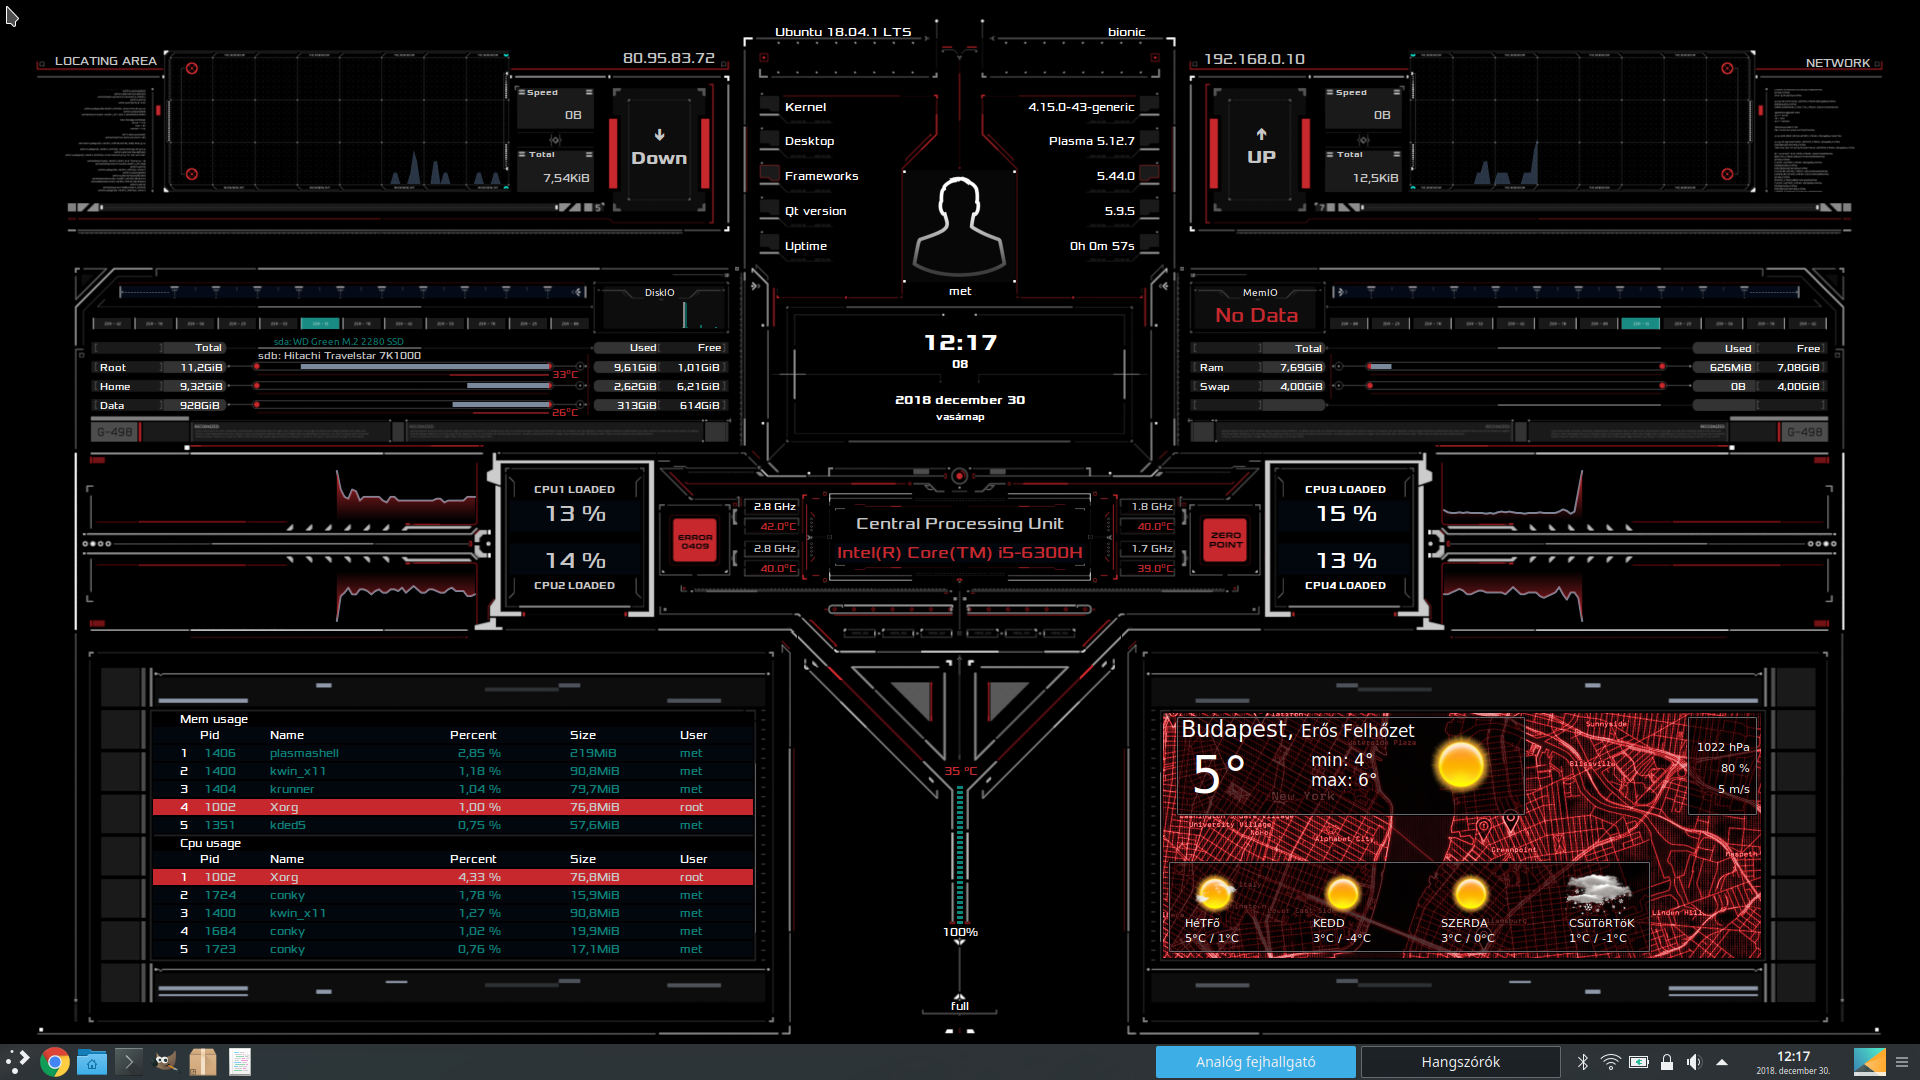 Ubuntu 18.04.1 LTS
bionic
LOCATING AREA
80.95.83.72
192.168.0.10
NETWORK
Speed
0B
Total
7,54KiB
Down
UP
Speed
0B
Total
12,5KiB
Kernel
4.15.0-43-generic
Desktop
Plasma 5.12.7
Frameworks
5.44.0
Qt version
5.9.5
Uptime
0h 0m 57s
met
DiskIO
MemIO
No Data
12:17
08
2018 december 30
vasárnap
sda: WD Green M.2 2280 SSD
Total
sdb: Hitachi Travelstar 7K1000
Used Free
Root 11,2GiB 9,61GiB 1,01GiB
33°C
Home 9,32GiB 2,62GiB 6,21GiB
Data 928GiB 313GiB 614GiB
26°C
G-498
Total Used Free
Ram 7,69GiB 626MiB 7,08GiB
Swap 4,00GiB 0B 4,00GiB
G-498
CPU1 LOADED
13 %
14 %
CPU2 LOADED
ERROR
0409
2.8 GHz
42.0°C
2.8 GHz
40.0°C
Central Processing Unit
Intel(R) Core(TM) i5-6300H
1.8 GHz
40.0°C
1.7 GHz
39.0°C
ZERO
POINT
CPU3 LOADED
15 %
13 %
CPU4 LOADED
Mem usage
Pid Name Percent Size User
1 1406 plasmashell 2,85 % 219MiB met
2 1400 kwin_x11 1,18 % 90,8MiB met
3 1404 krunner 1,04 % 79,7MiB met
4 1002 Xorg 1,00 % 76,8MiB root
5 1351 kded5 0,75 % 57,6MiB met
Cpu usage
Pid Name Percent Size User
1 1002 Xorg 4,33 % 76,8MiB root
2 1724 conky 1,78 % 15,9MiB met
3 1400 kwin_x11 1,27 % 90,8MiB met
4 1684 conky 1,02 % 19,9MiB met
5 1723 conky 0,76 % 17,1MiB met
35 °C
100%
full
Budapest, Erős Felhőzet
5°
min: 4°
max: 6°
1022 hPa
80 %
5 m/s
Sunnyside
Blissville
New York
University Village
Alphabet City
Greenpoint
Maspeth
Linden Hill
HéTFő
5°C / 1°C
KEDD
3°C / -4°C
SZERDA
3°C / 0°C
CSüTöRTöK
1°C / -1°C
Analóg fejhallgató
Hangszórók
12:17
2018. december 30.